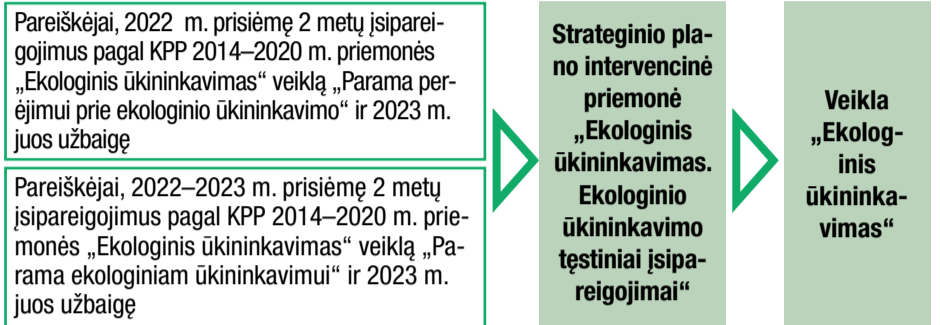 Pareiškėjai, 2022 m. prisiėmę 2 metų įsiparei-
gojimus pagal KPP 2014–2020 m. priemonės
„Ekologinis ūkininkavimas“ veiklą „Parama per-
ėjimui prie ekologinio ūkininkavimo“ ir 2023 m.
juos užbaigę
Pareiškėjai, 2022–2023 m. prisiėmę 2 metų
įsipareigojimus pagal KPP 2014–2020 m. prie-
monės „Ekologinis ūkininkavimas“ veiklą „Pa-
rama ekologiniam ūkininkavimui“ ir 2023 m.
juos užbaigę
Strateginio pla-
no intervencinė
priemonė
„Ekologinis
ūkininkavimas.
Ekologinio
ūkininkavimo
tęstiniai įsipa-
reigojimai“
Veikla
„Ekolog-
inis
ūkininka-
vimas“